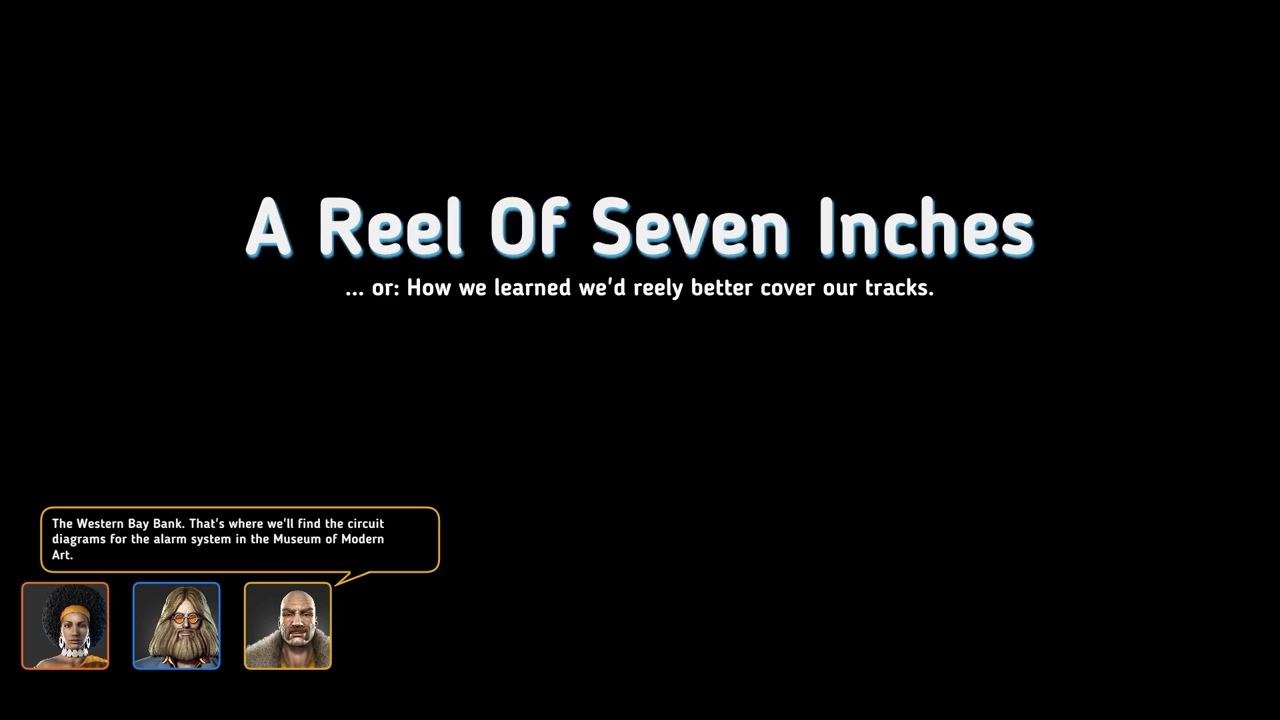 A Reel Of Seven Inches
... or: How we learned we'd reely better cover our tracks.
The Western Bay Bank. That's where we'll find the circuit
diagrams for the alarm system in the Museum of Modern
Art.